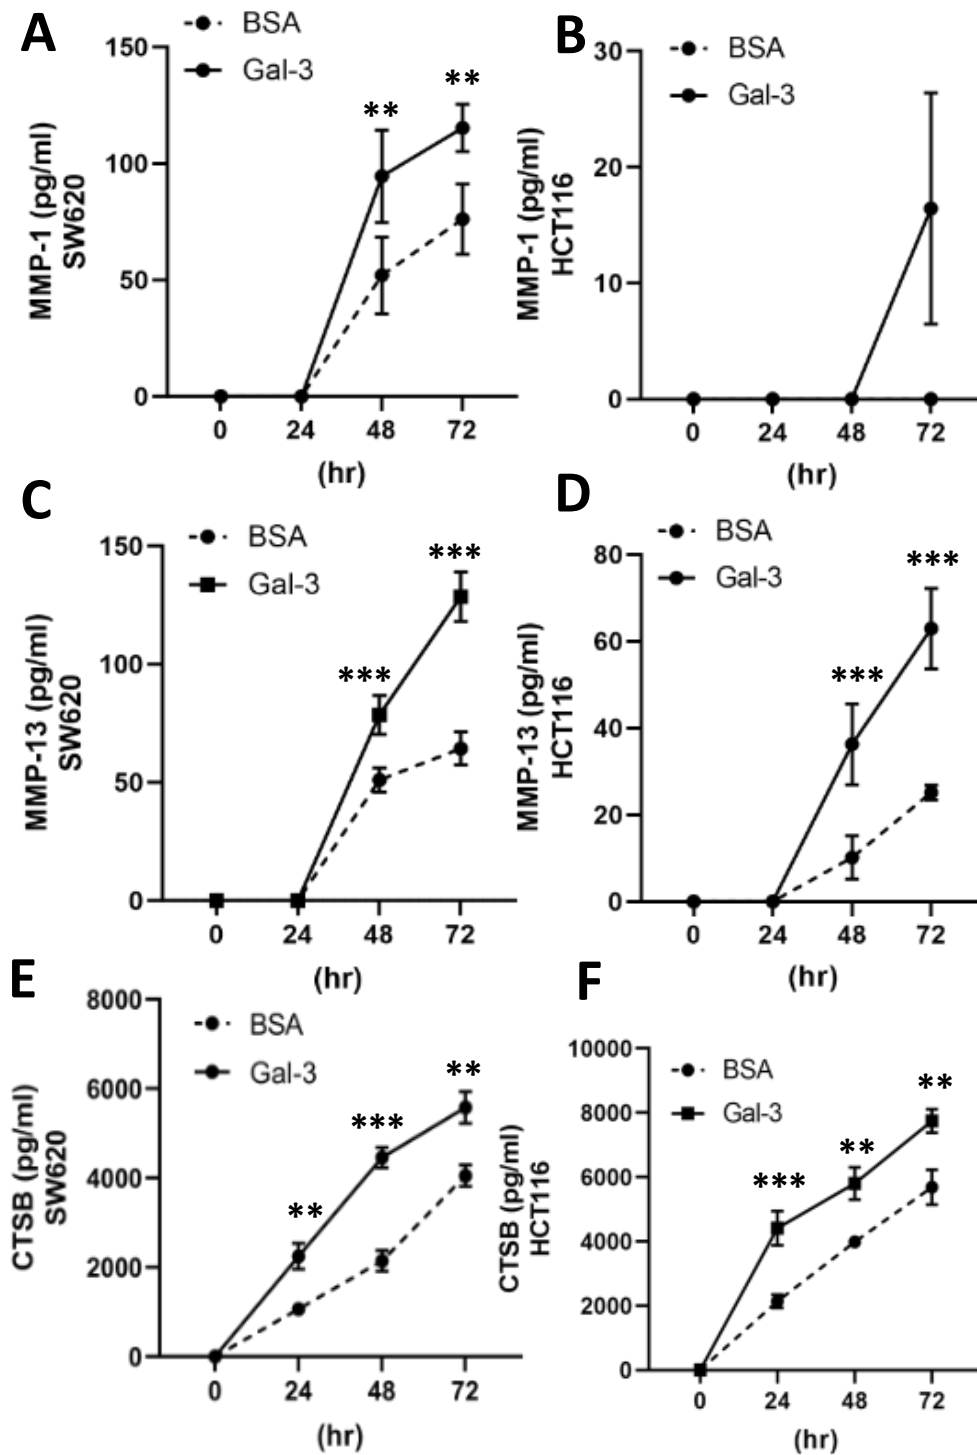 A
BSA
Gal-3
150
100
50
0
MMP-1 (pg/ml)
SW620
**
**
0 24 48 72
(hr)
B
BSA
Gal-3
30
20
10
0
MMP-1 (pg/ml)
HCT116
0 24 48 72
(hr)
C
BSA
Gal-3
150
100
50
0
MMP-13 (pg/ml)
SW620
***
***
0 24 48 72
(hr)
D
BSA
Gal-3
80
60
40
20
0
MMP-13 (pg/ml)
HCT116
***
***
0 24 48 72
(hr)
E
BSA
Gal-3
8000
6000
4000
2000
0
CTSB (pg/ml)
SW620
**
***
**
0 24 48 72
(hr)
F
BSA
Gal-3
10000
8000
6000
4000
2000
0
CTSB (pg/ml)
HCT116
***
**
**
0 24 48 72
(hr)